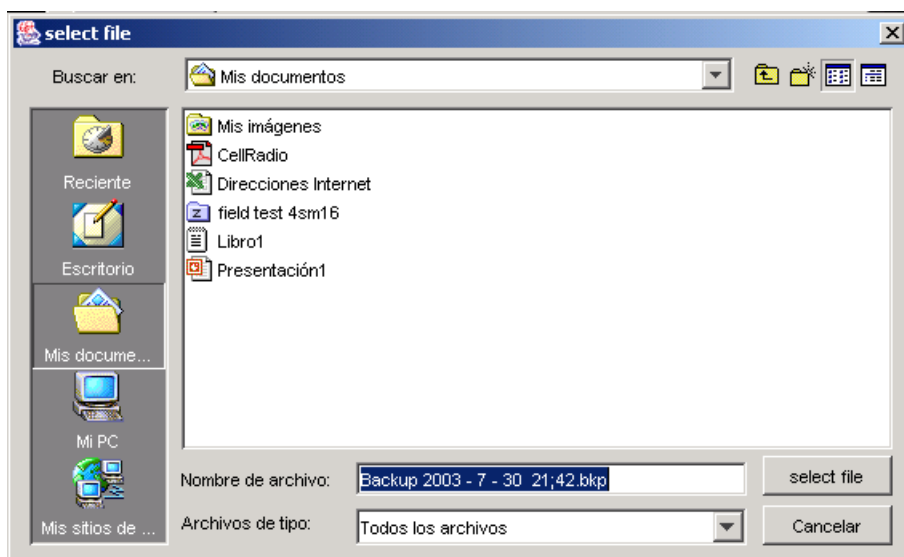 select file
Buscar en:
Mis documentos
Reciente
Escritorio
Mis docume...
Mi PC
Mis sitios de ...
Mis imágenes
CellRadio
Direcciones Internet
field test 4sm16
Libro1
Presentación1
Nombre de archivo:
Backup 2003 - 7 - 30 21;42.bkp
select file
Archivos de tipo:
Todos los archivos
Cancelar